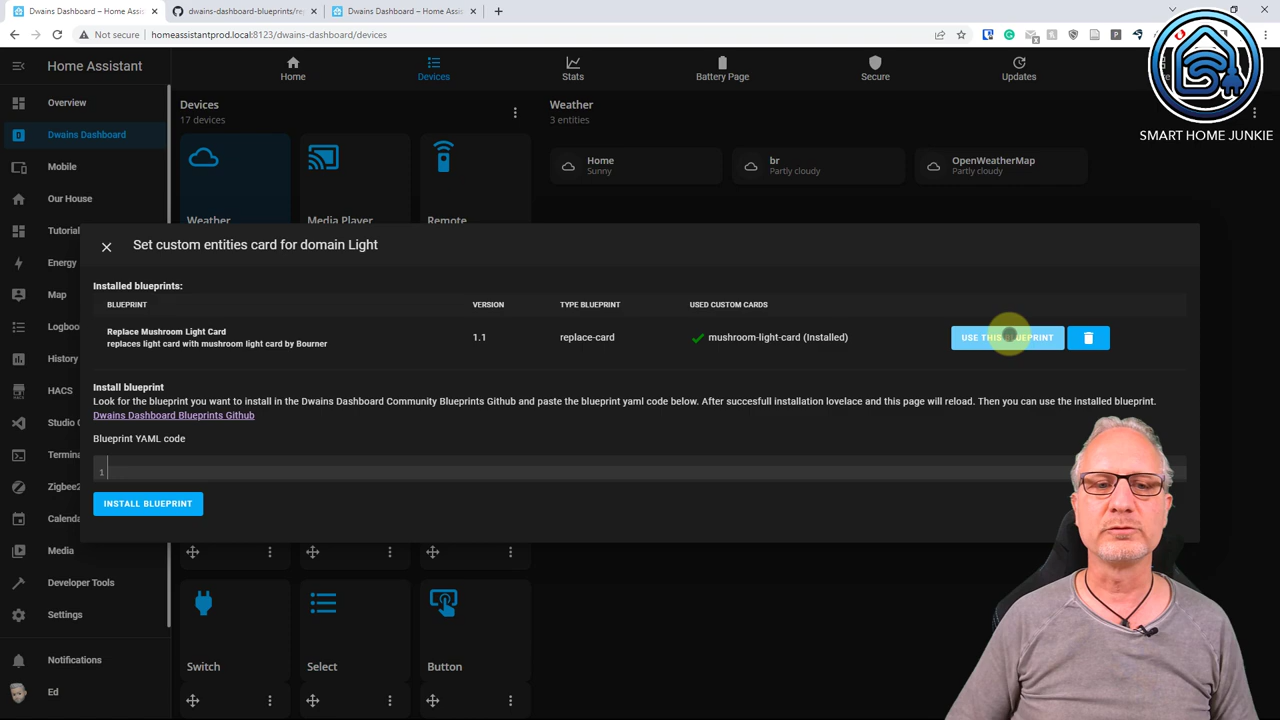 Dwains Dashboard – Home Assis
dwains-dashboard-blueprints/rep
Dwains Dashboard – Home Assis
Not secure
homeassistantprod.local:8123/dwains-dashboard/devices
Home Assistant
Home
Devices
Stats
Battery Page
Secure
Updates
SMART HOME JUNKIE
Overview
Dwains Dashboard
Mobile
Our House
Tutorial
Energy
Map
Logboo
History
HACS
Studio C
Termina
Zigbee2
Calenda
Media
Developer Tools
Settings
Notifications
Ed
Devices
17 devices
Weather
Media Player
Remote
Weather
3 entities
Home
Sunny
br
Partly cloudy
OpenWeatherMap
Partly cloudy
Set custom entities card for domain Light
Installed blueprints:
BLUEPRINT VERSION TYPE BLUEPRINT USED CUSTOM CARDS
Replace Mushroom Light Card
replaces light card with mushroom light card by Bourner
1.1
replace-card
mushroom-light-card (Installed)
USE THIS BLUEPRINT
Install blueprint
Look for the blueprint you want to install in the Dwains Dashboard Community Blueprints Github and paste the blueprint yaml code below. After succesfull installation lovelace and this page will reload. Then you can use the installed blueprint.
Dwains Dashboard Blueprints Github
Blueprint YAML code
1
INSTALL BLUEPRINT
Switch
Select
Button